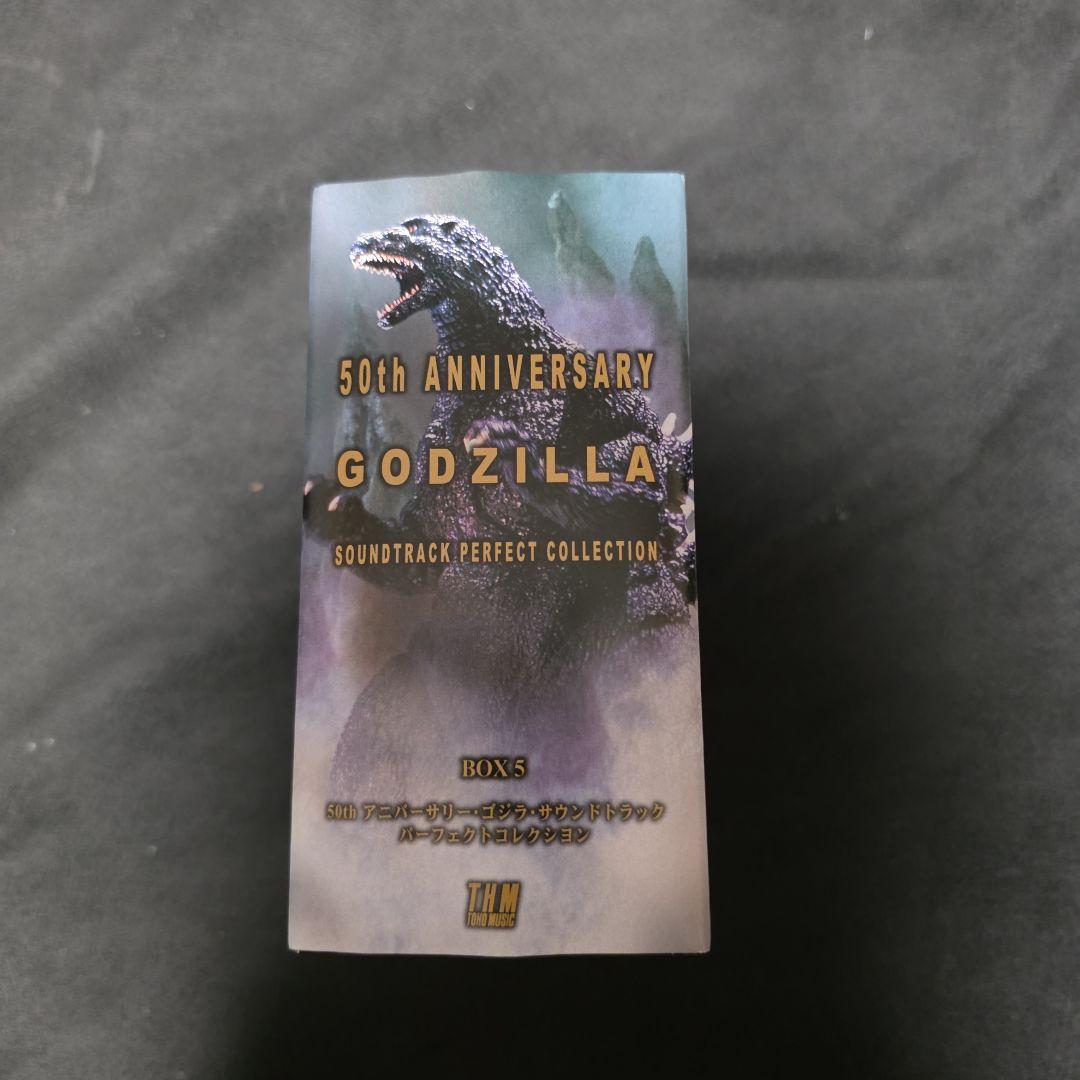 50th ANNIVERSARY
GODZILLA
SOUNDTRACK PERFECT COLLECTION
BOX 5
50th アニバーサリー・ゴジラ・サウンドトラック
パーフェクトコレクション
THM
TOHO MUSIC